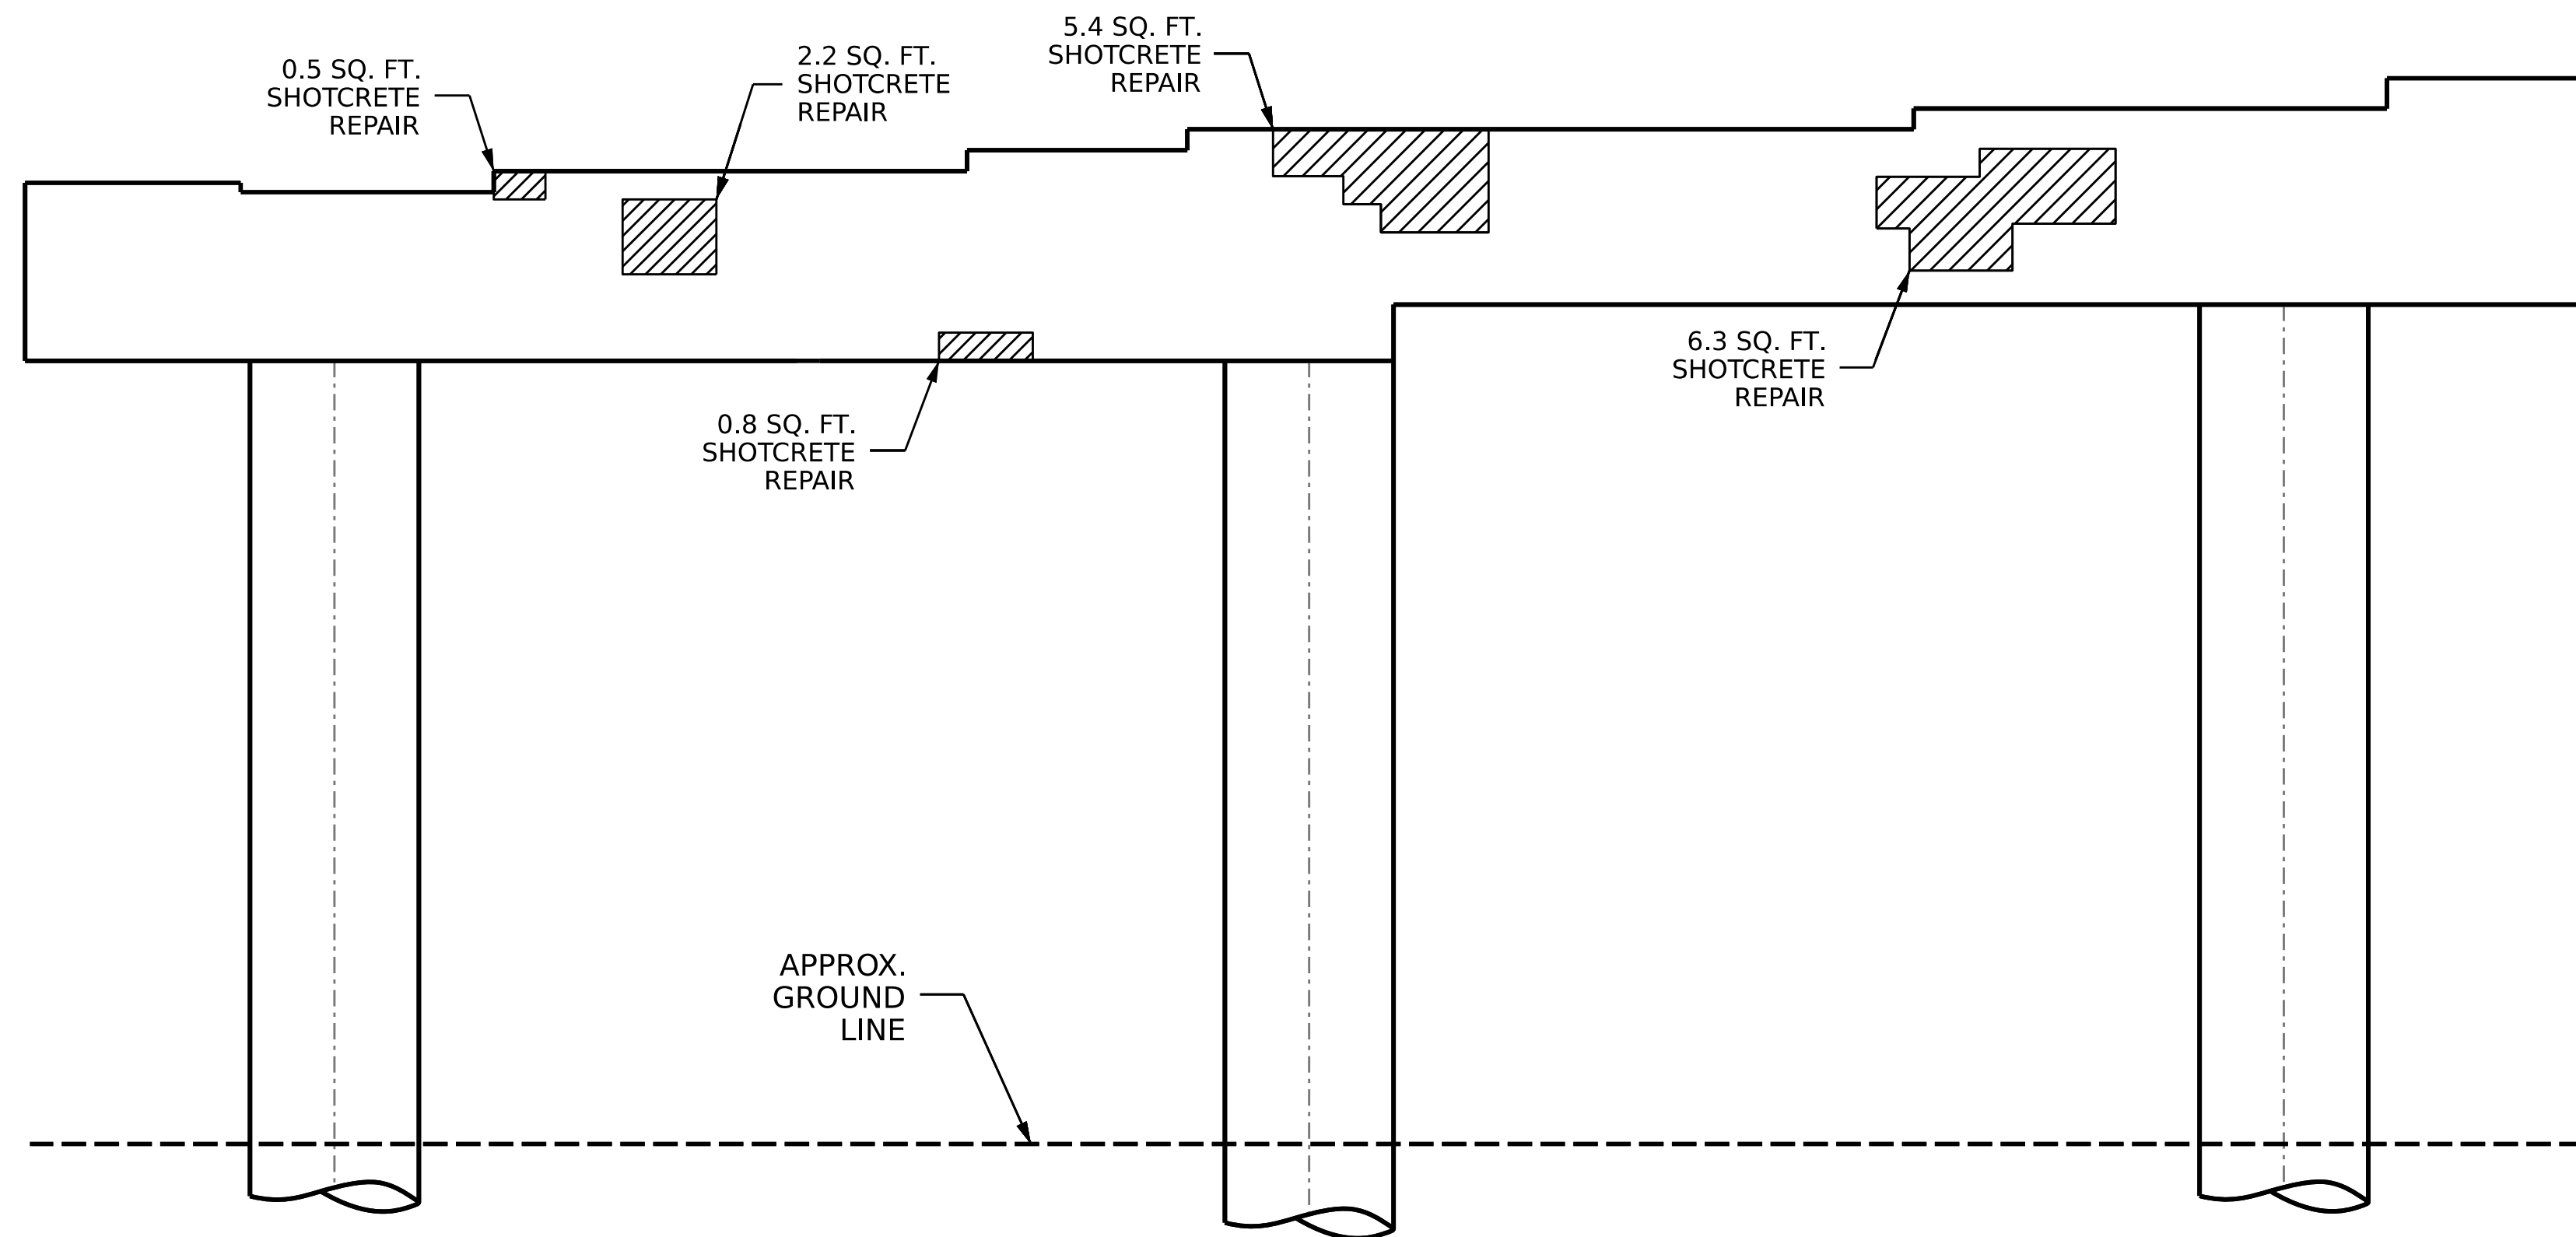 0.5 SQ. FT.
SHOTCRETE
REPAIR
2.2 SQ. FT.
SHOTCRETE
REPAIR
5.4 SQ. FT.
SHOTCRETE
REPAIR
0.8 SQ. FT.
SHOTCRETE
REPAIR
6.3 SQ. FT.
SHOTCRETE
REPAIR
APPROX.
GROUND
LINE